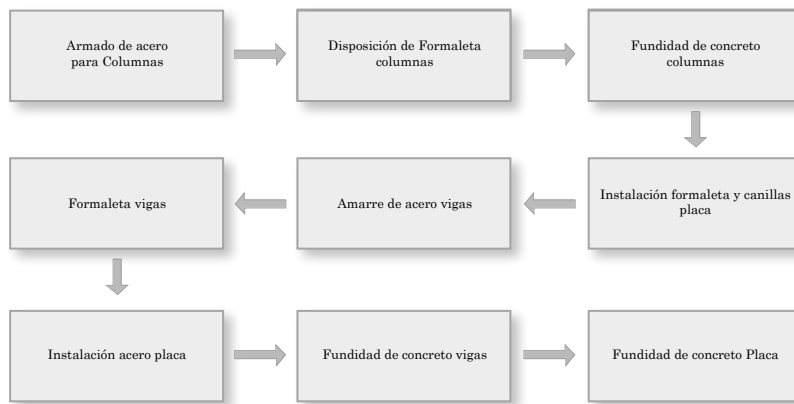 Armado de acero
para Columnas
Disposición de Formaleta
columnas
Fundidad de concreto
columnas
Instalación formaleta y canillas
placa
Amarre de acero vigas
Formaleta vigas
Instalación acero placa
Fundidad de concreto vigas
Fundidad de concreto Placa